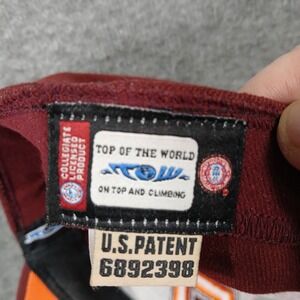 COLLEGIATE
LICENSED
PRODUCT
TOP OF THE WORLD
TOW
ON TOP AND CLIMBING
U.S. PATENT
6892398